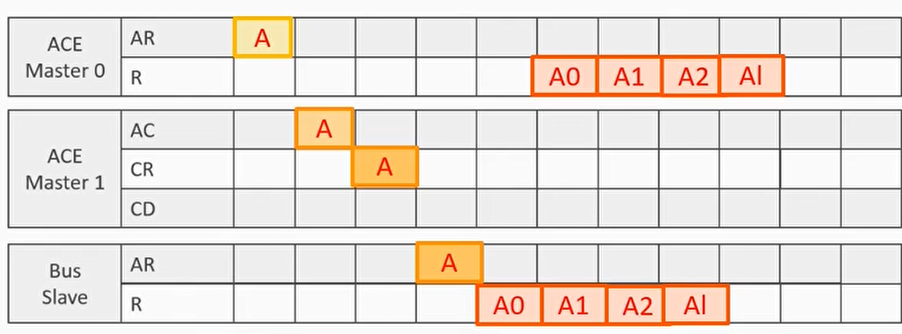 ACE Master 0
AR A
R A0 A1 A2 Al
ACE Master 1
AC A
CR A
CD
Bus Slave
AR A
R A0 A1 A2 Al